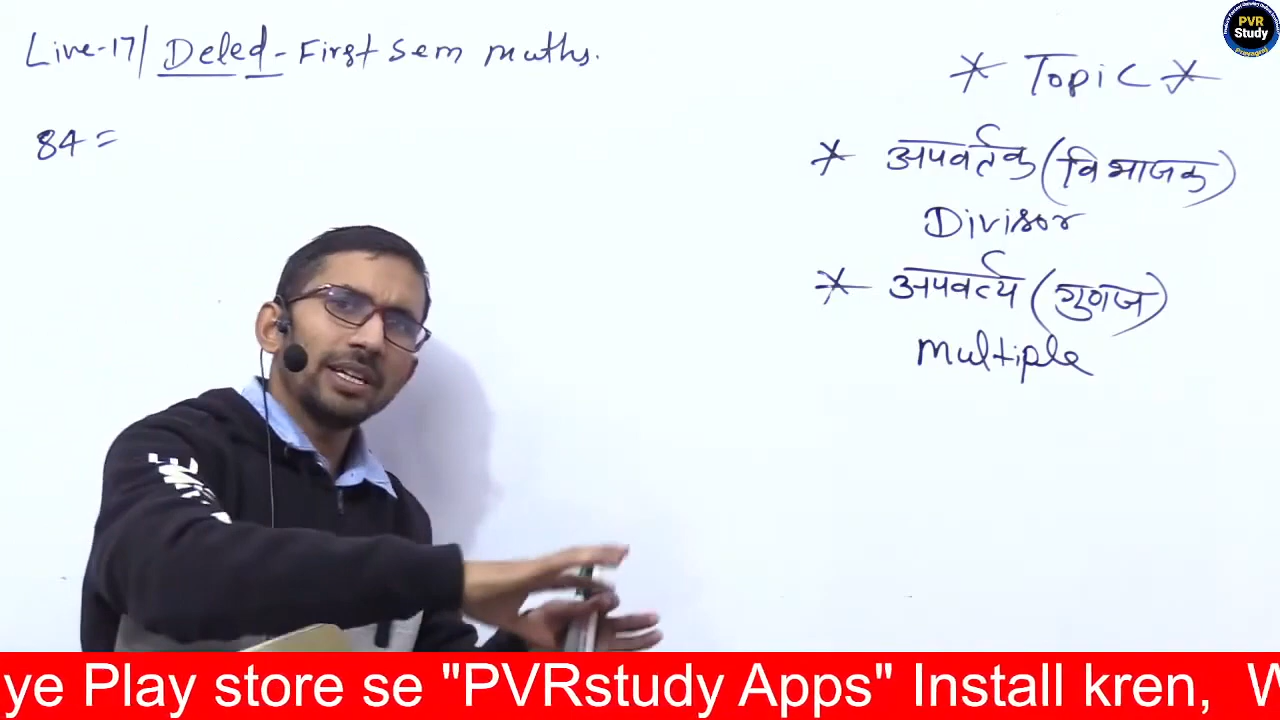 Live-17/ Deled - First Sem maths.
84 =
* Topic *
* अपवर्तक (विभाजक)
Divisor
* अपवर्त्य (गुणज)
multiple
PVR
Study
ye Play store se "PVRstudy Apps" Install kren, W